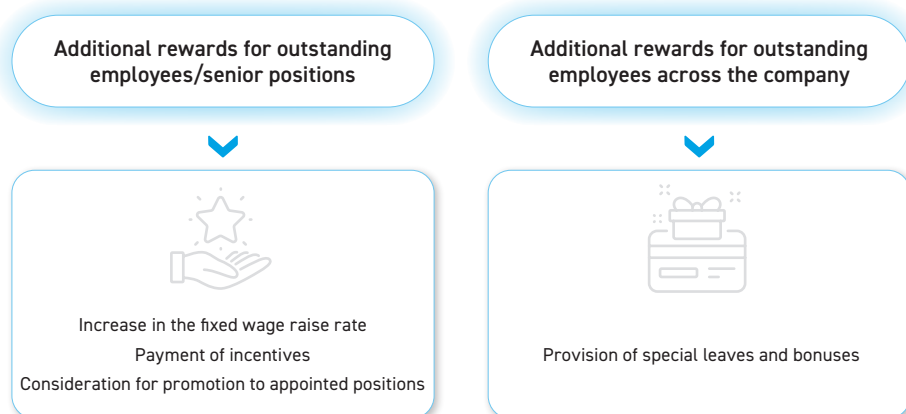 Additional rewards for outstanding
employees/senior positions
Increase in the fixed wage raise rate
Payment of incentives
Consideration for promotion to appointed positions
Additional rewards for outstanding
employees across the company
Provision of special leaves and bonuses